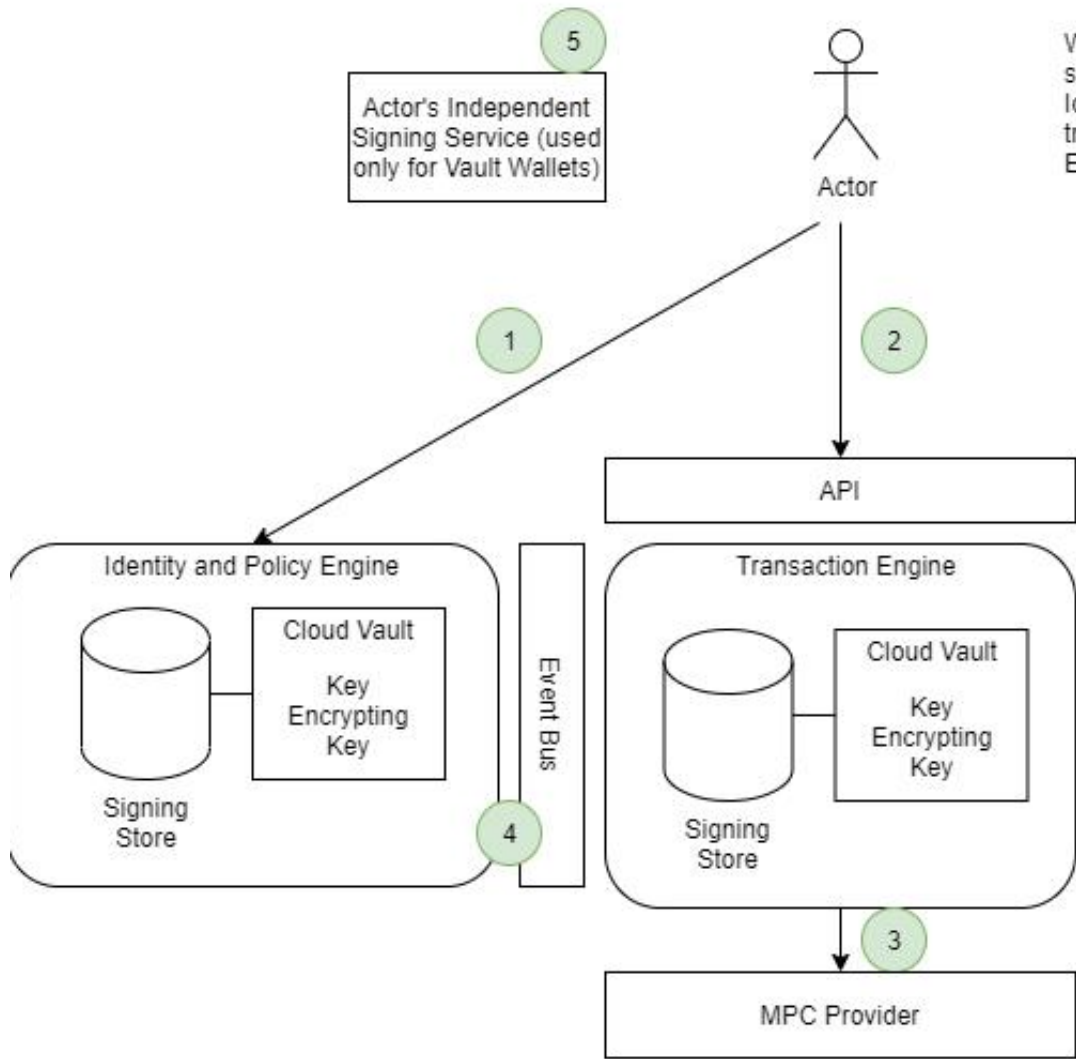 5
Actor's Independent
Signing Service (used
only for Vault Wallets)
Actor
1
2
API
Identity and Policy Engine
Cloud Vault
Key
Encrypting
Key
Signing
Store
4
Event Bus
Transaction Engine
Cloud Vault
Key
Encrypting
Key
Signing
Store
3
MPC Provider